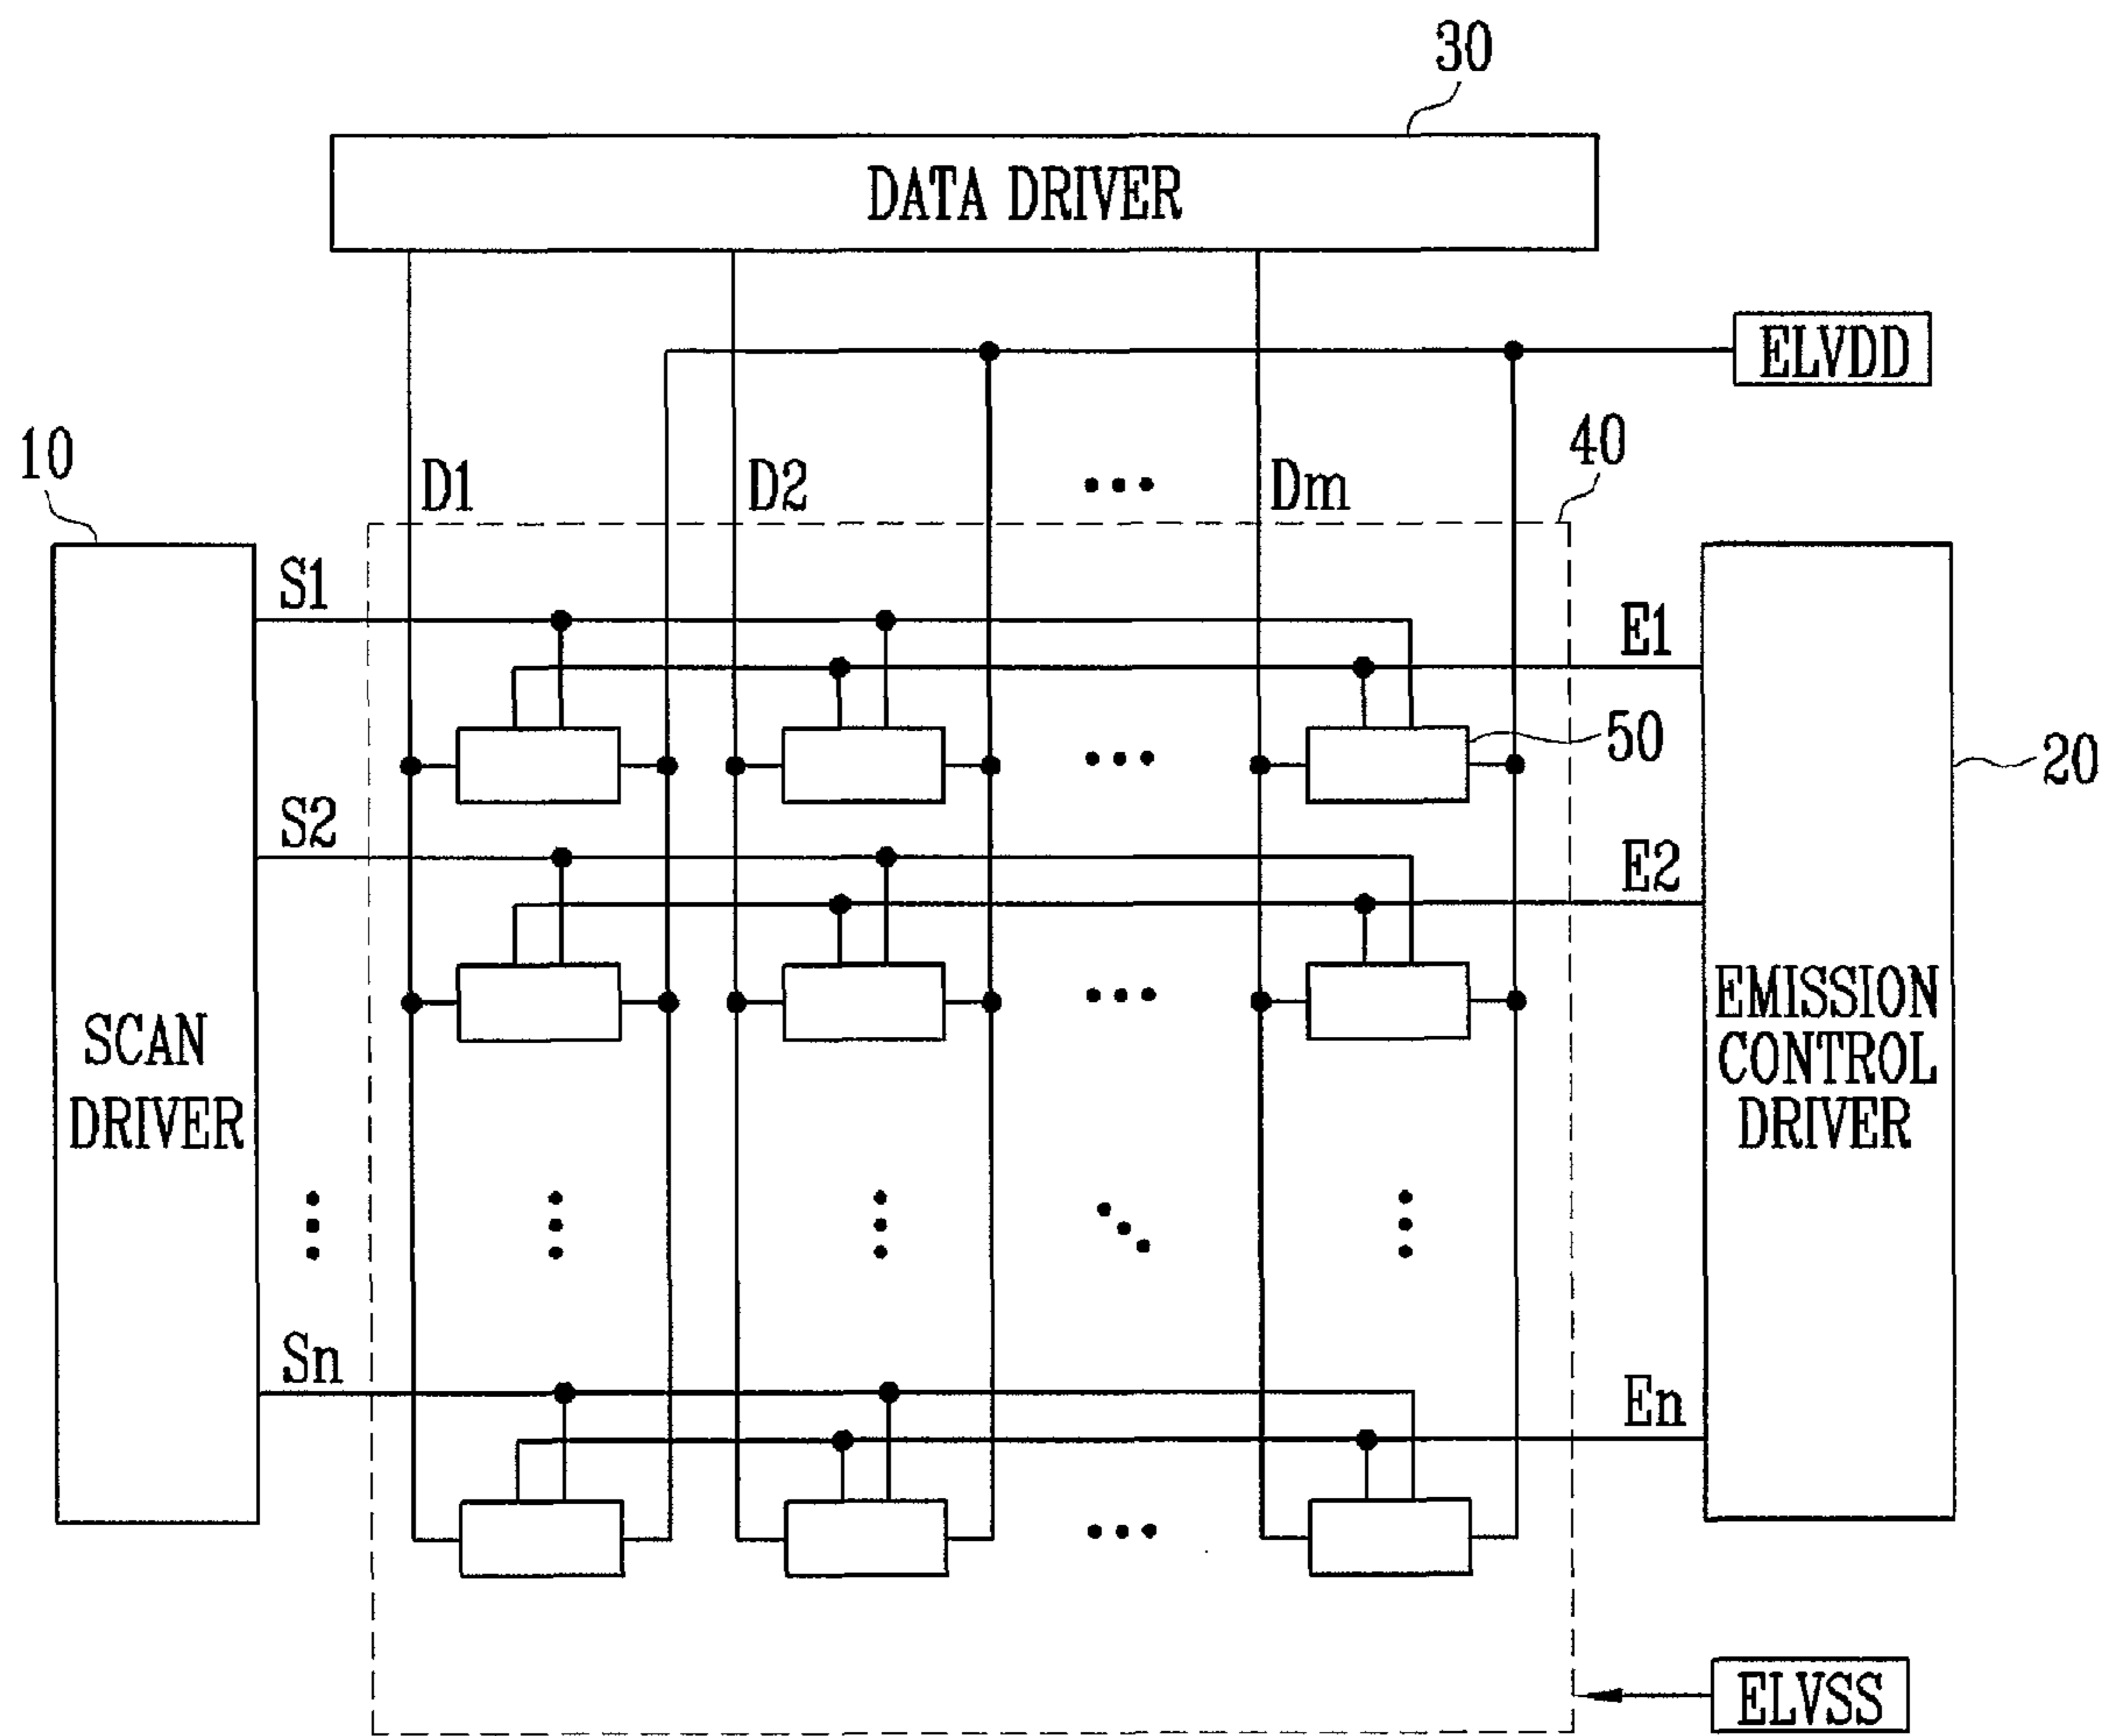 30
DATA DRIVER
ELVDD
10
D1 D2 ... Dm
40
S1
E1
50
20
S2
E2
SCAN
DRIVER
EMISSION
CONTROL
DRIVER
Sn
En
ELVSS